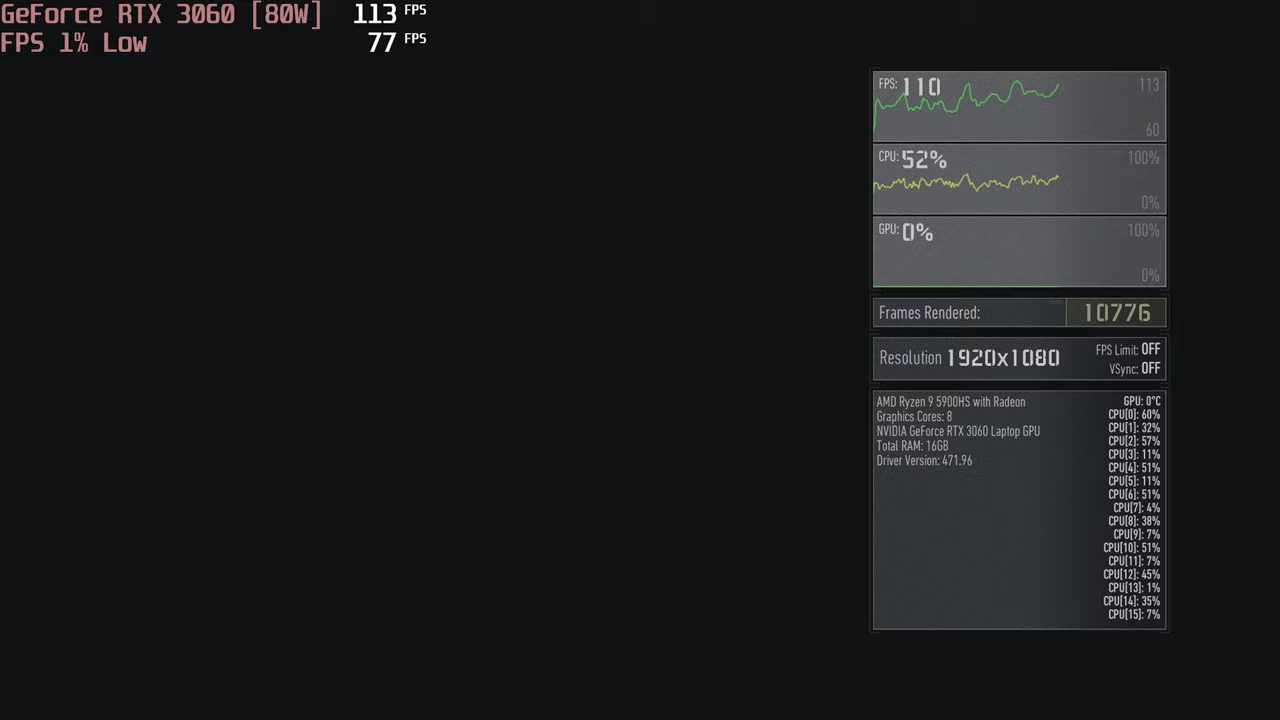 GeForce RTX 3060 [80W] 113 FPS
FPS 1% Low 77 FPS
FPS: 110 113
60
CPU: 52% 100%
0%
GPU: 0% 100%
0%
Frames Rendered: 10776
Resolution 1920x1080 FPS Limit: OFF
VSync: OFF
AMD Ryzen 9 5900HS with Radeon
Graphics Cores: 8
NVIDIA GeForce RTX 3060 Laptop GPU
Total RAM: 16GB
Driver Version: 471.96
GPU: 0°C
CPU[0]: 60%
CPU[1]: 32%
CPU[2]: 57%
CPU[3]: 11%
CPU[4]: 51%
CPU[5]: 11%
CPU[6]: 51%
CPU[7]: 4%
CPU[8]: 38%
CPU[9]: 7%
CPU[10]: 51%
CPU[11]: 7%
CPU[12]: 45%
CPU[13]: 1%
CPU[14]: 35%
CPU[15]: 7%